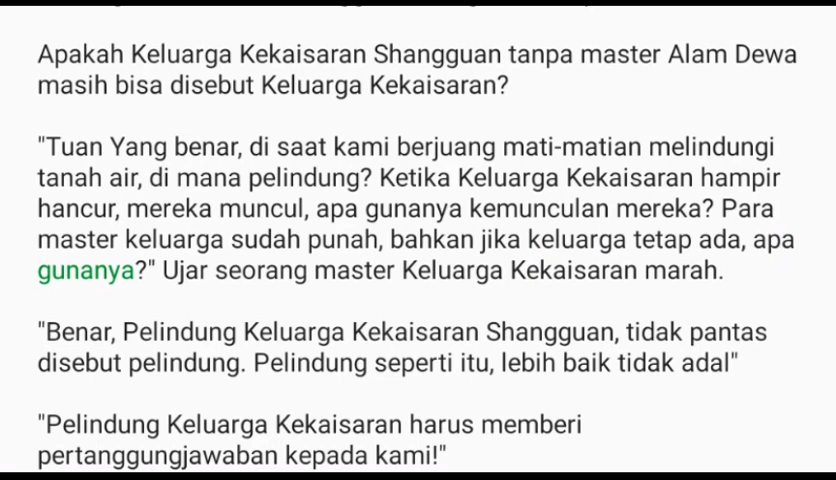 Apakah Keluarga Kekaisaran Shangguan tanpa master Alam Dewa
masih bisa disebut Keluarga Kekaisaran?
"Tuan Yang benar, di saat kami berjuang mati-matian melindungi
tanah air, di mana pelindung? Ketika Keluarga Kekaisaran hampir
hancur, mereka muncul, apa gunanya kemunculan mereka? Para
master keluarga sudah punah, bahkan jika keluarga tetap ada, apa
gunanya?" Ujar seorang master Keluarga Kekaisaran marah.
"Benar, Pelindung Keluarga Kekaisaran Shangguan, tidak pantas
disebut pelindung. Pelindung seperti itu, lebih baik tidak adal"
"Pelindung Keluarga Kekaisaran harus memberi
pertanggungjawaban kepada kami!"